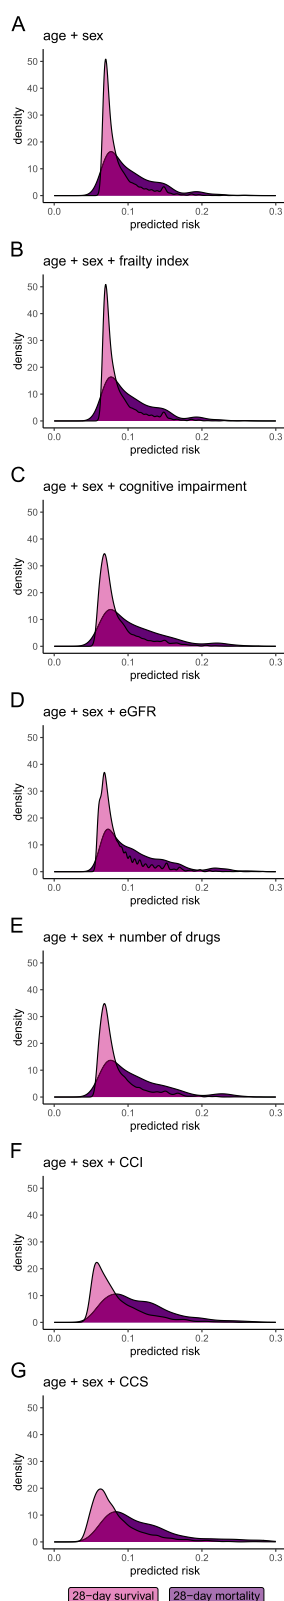 A
age + sex
density
50
40
30
20
10
0
0.0 0.1 0.2 0.3
predicted risk
B
age + sex + frailty index
density
50
40
30
20
10
0
0.0 0.1 0.2 0.3
predicted risk
C
age + sex + cognitive impairment
density
50
40
30
20
10
0
0.0 0.1 0.2 0.3
predicted risk
D
age + sex + eGFR
density
50
40
30
20
10
0
0.0 0.1 0.2 0.3
predicted risk
E
age + sex + number of drugs
density
50
40
30
20
10
0
0.0 0.1 0.2 0.3
predicted risk
F
age + sex + CCI
density
50
40
30
20
10
0
0.0 0.1 0.2 0.3
predicted risk
G
age + sex + CCS
density
50
40
30
20
10
0
0.0 0.1 0.2 0.3
predicted risk
28−day survival 28−day mortality